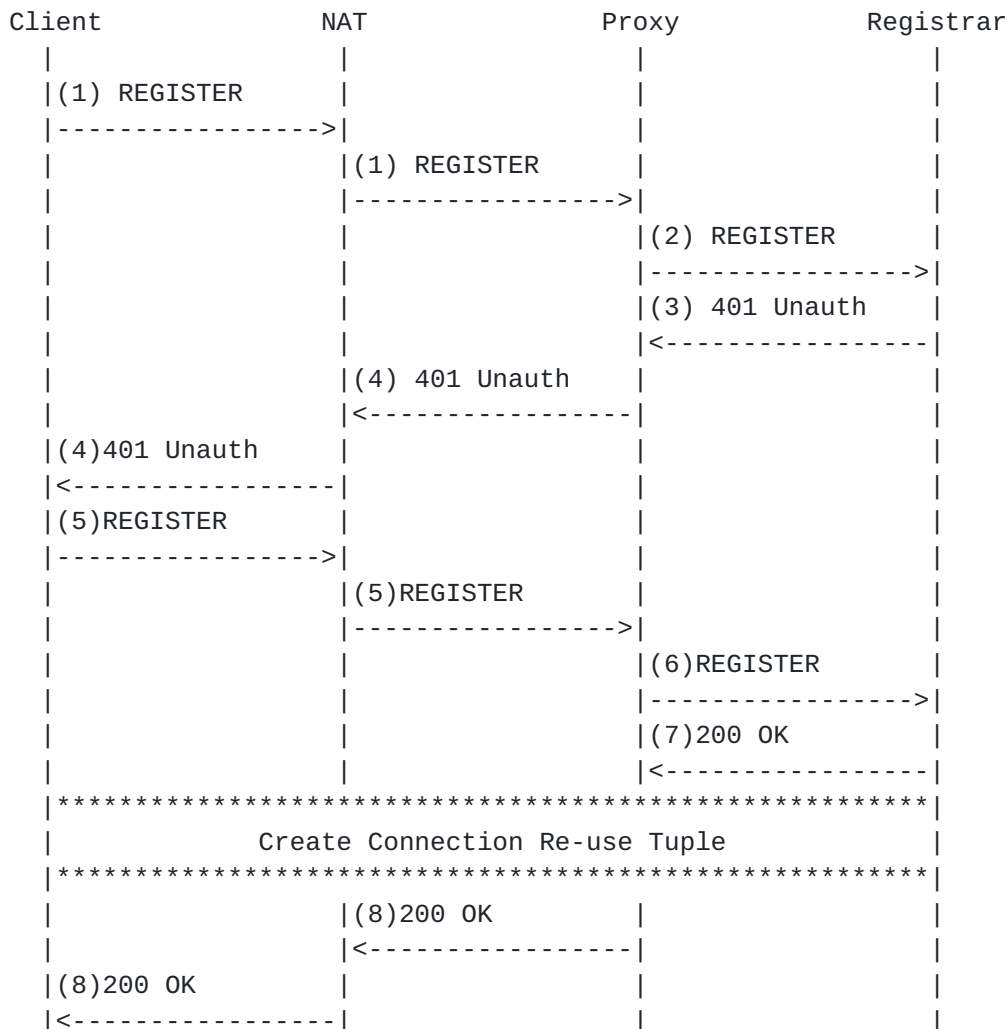 Client NAT Proxy Registrar
(1) REGISTER
(1) REGISTER
(2) REGISTER
(3) 401 Unauth
(4) 401 Unauth
(4)401 Unauth
(5)REGISTER
(5)REGISTER
(6)REGISTER
(7)200 OK
*********************************************************
Create Connection Re-use Tuple
*********************************************************
(8)200 OK
(8)200 OK